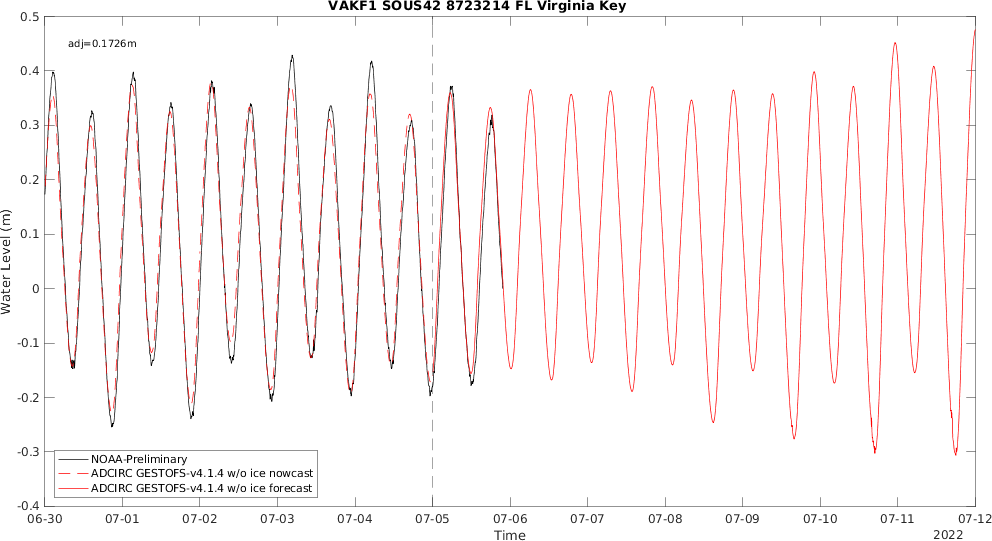 VAKF1 SOUS42 8723214 FL Virginia Key
adj=0.1726m
0.5
0.4
0.3
0.2
0.1
0
-0.1
-0.2
-0.3
-0.4
Water Level (m)
NOAA-Preliminary
ADCIRC GESTOFS-v4.1.4 w/o ice nowcast
ADCIRC GESTOFS-v4.1.4 w/o ice forecast
06-30 07-01 07-02 07-03 07-04 07-05 07-06 07-07 07-08 07-09 07-10 07-11 07-12
Time
2022